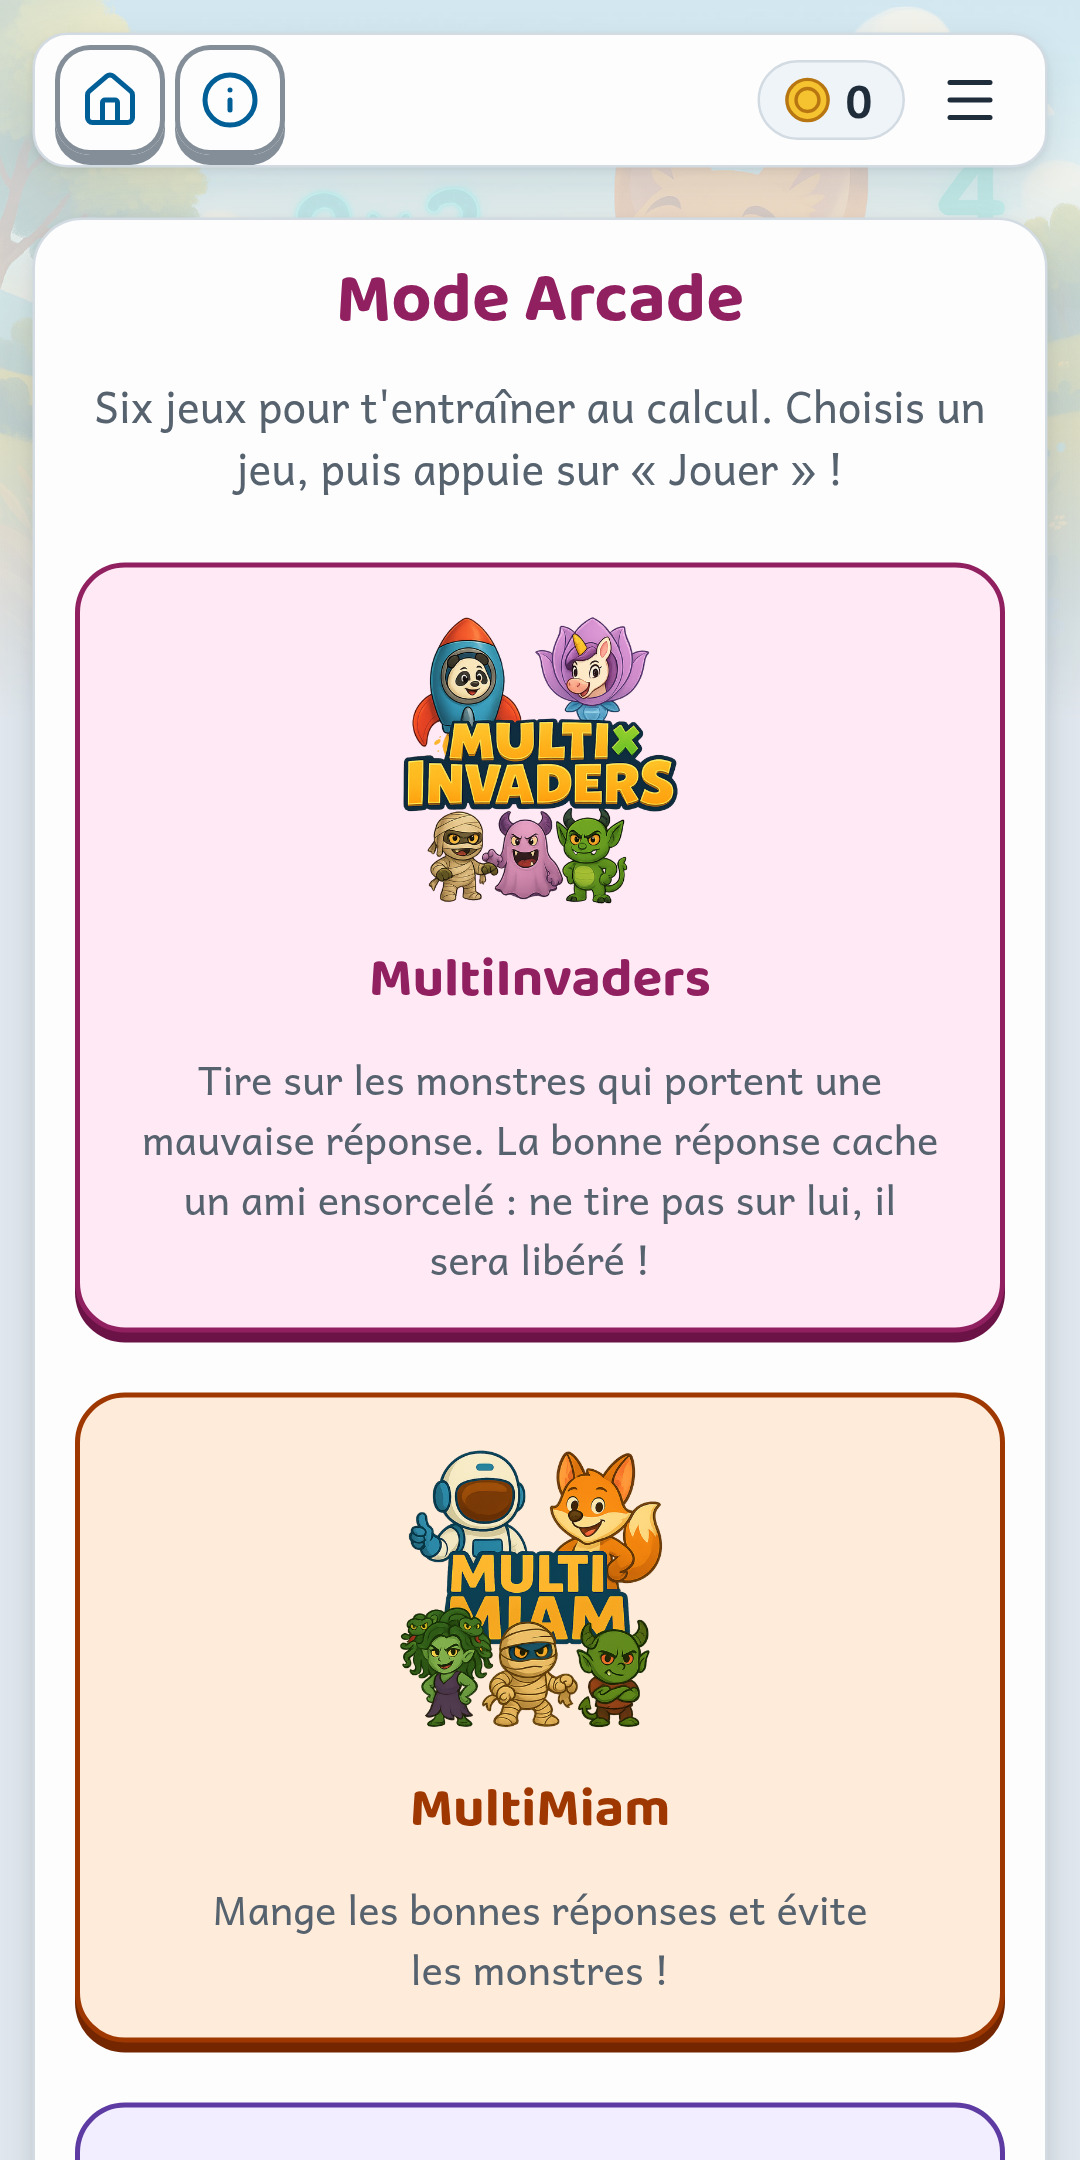 0
Mode Arcade
Six jeux pour t'entraîner au calcul. Choisis un
jeu, puis appuie sur « Jouer » !
MULTI×
INVADERS
MultiInvaders
Tire sur les monstres qui portent une
mauvaise réponse. La bonne réponse cache
un ami ensorcelé : ne tire pas sur lui, il
sera libéré !
MULTI
MIAM
MultiMiam
Mange les bonnes réponses et évite
les monstres !